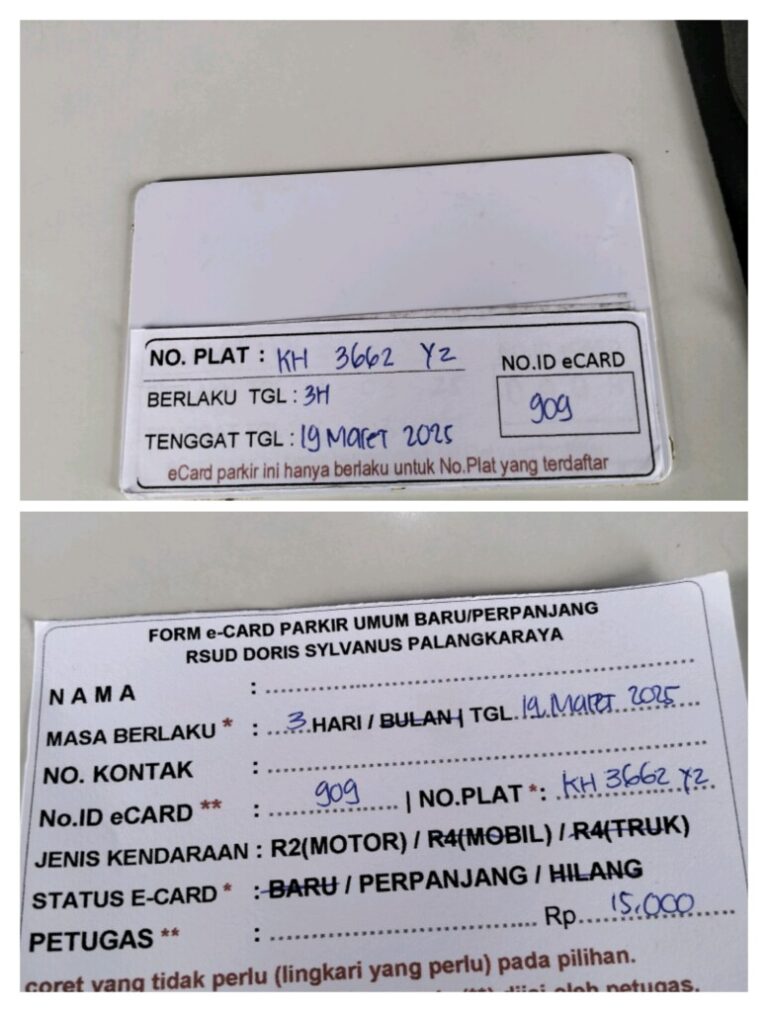 NO. PLAT : KH 3662 YZ
NO.ID eCARD
BERLAKU TGL : 3H
909
TENGGAT TGL : 19 Maret 2025
eCard parkir ini hanya berlaku untuk No.Plat yang terdaftar
FORM e-CARD PARKIR UMUM BARU/PERPANJANG
RSUD DORIS SYLVANUS PALANGKARAYA
NAMA : ................................
MASA BERLAKU * : ....3.HARI / BULAN | TGL.19 Maret 2025
NO. KONTAK : ................................
No.ID eCARD ** : 909 | NO.PLAT *: KH 3662 YZ
JENIS KENDARAAN : R2(MOTOR) / R4(MOBIL) / R4(TRUK)
STATUS E-CARD * : BARU / PERPANJANG / HILANG
PETUGAS ** : ................................ Rp...15.000
coret yang tidak perlu (lingkari yang perlu) pada pilihan.
(**) diisi oleh petugas.